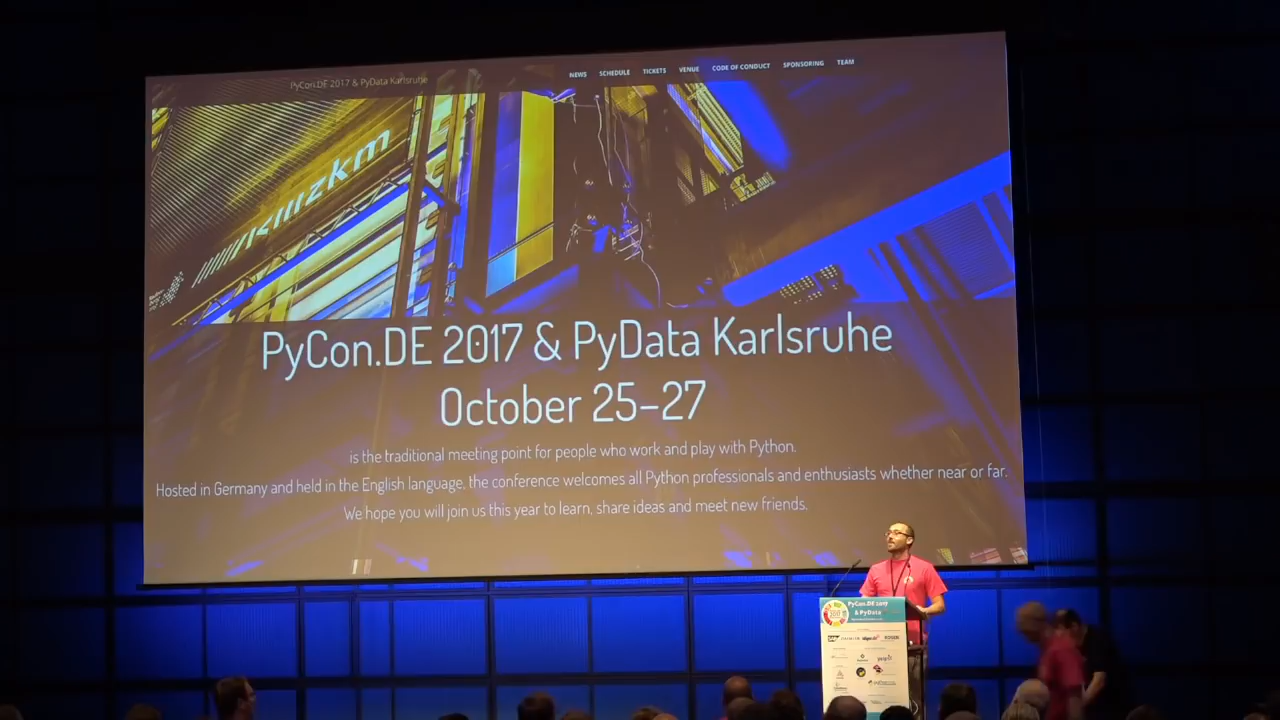 PyCon.DE 2017 & PyData Karlsruhe
NEWS SCHEDULE TICKETS VENUE CODE OF CONDUCT SPONSORING TEAM
zkm
PyCon.DE 2017 & PyData Karlsruhe
October 25–27
is the traditional meeting point for people who work and play with Python.
Hosted in Germany and held in the English language, the conference welcomes all Python professionals and enthusiasts whether near or far.
We hope you will join us this year to learn, share ideas and meet new friends.
PyCon.DE 2017
& PyData
SAP